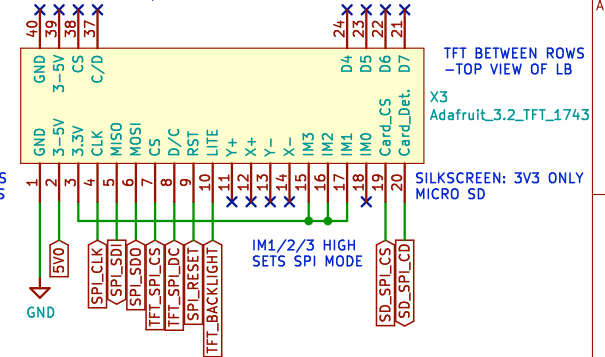 40 39 38 37 24 23 22 21
GND 3-5V CS C/D D4 D5 D6 D7
TFT BETWEEN ROWS
-TOP VIEW OF LB
X3
Adafruit_3.2_TFT_1743
GND 3-5V 3.3V CLK MISO MOSI CS D/C RST LITE Y+ X+ Y- X- IM3 IM2 IM1 IM0 Card_CS Card_Det.
1 2 3 4 5 6 7 8 9 10 11 12 13 14 15 16 17 18 19 20
SILKSCREEN: 3V3 ONLY
MICRO SD
5V0 SPI_CLK SPI_SDI SPI_SDO TFT_SPI_CS TFT_SPI_DC SPI_RESET TFT_BACKLIGHT SD_SPI_CS SD_SPI_CD
IM1/2/3 HIGH
SETS SPI MODE
GND
A
S
S